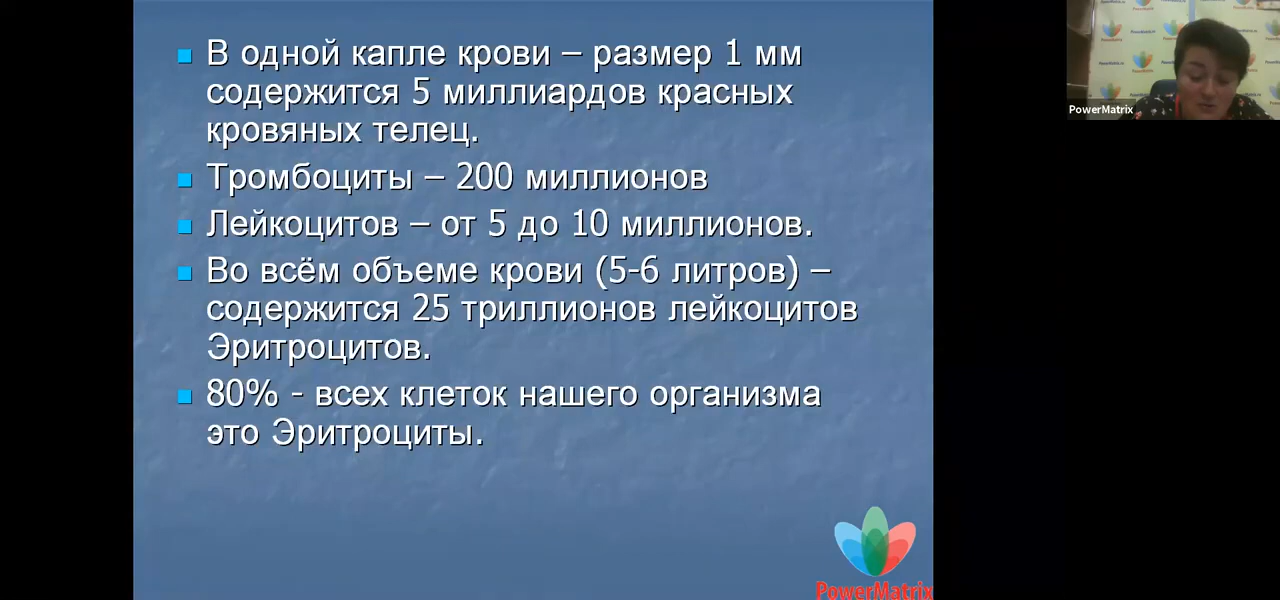 В одной капле крови – размер 1 мм
содержится 5 миллиардов красных
кровяных телец.
Тромбоциты – 200 миллионов
Лейкоцитов – от 5 до 10 миллионов.
Во всём объеме крови (5-6 литров) –
содержится 25 триллионов лейкоцитов
Эритроцитов.
80% - всех клеток нашего организма
это Эритроциты.
PowerMatrix
PowerMatrix